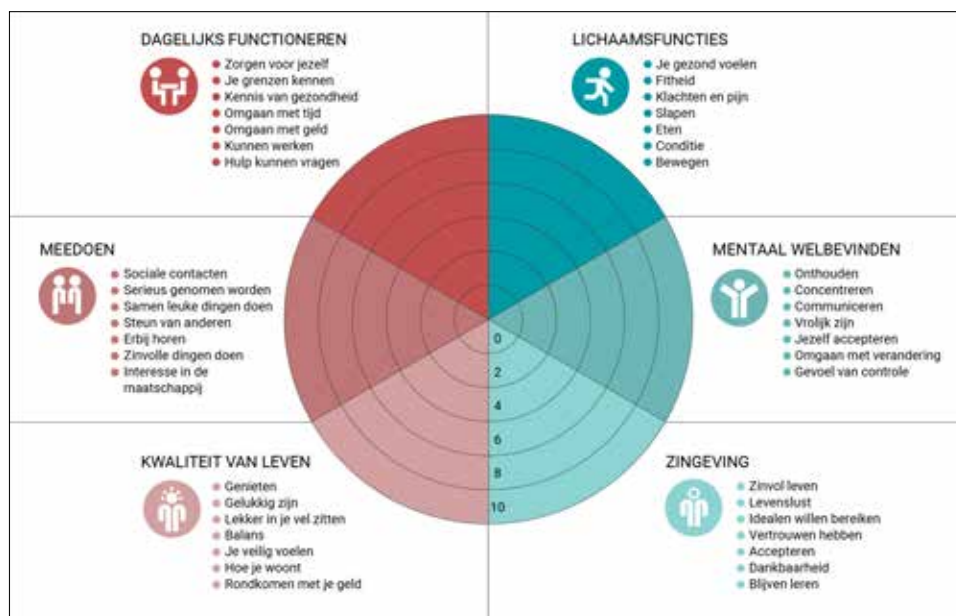 DAGELIJKS FUNCTIONEREN
Zorgen voor jezelf
Je grenzen kennen
Kennis van gezondheid
Omgaan met tijd
Omgaan met geld
Kunnen werken
Hulp kunnen vragen
LICHAAMSFUNCTIES
Je gezond voelen
Fitheid
Klachten en pijn
Slapen
Eten
Conditie
Bewegen
MEEDOEN
Sociale contacten
Serieus genomen worden
Samen leuke dingen doen
Steun van anderen
Erbij horen
Zinvolle dingen doen
Interesse in de
maatschappij
MENTAAL WELBEVINDEN
Onthouden
Concentreren
Communiceren
Vrolijk zijn
Jezelf accepteren
Omgaan met verandering
Gevoel van controle
0
2
4
6
8
10
KWALITEIT VAN LEVEN
Genieten
Gelukkig zijn
Lekker in je vel zitten
Balans
Je veilig voelen
Hoe je woont
Rondkomen met je geld
ZINGEVING
Zinvol leven
Levenslust
Idealen willen bereiken
Vertrouwen hebben
Accepteren
Dankbaarheid
Blijven leren